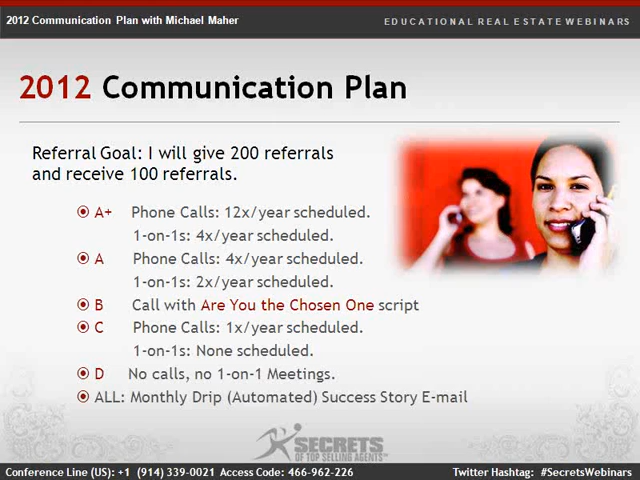 2012 Communication Plan with Michael Maher
EDUCATIONAL REAL ESTATE WEBINARS
2012 Communication Plan
Referral Goal: I will give 200 referrals
and receive 100 referrals.
A+ Phone Calls: 12x/year scheduled.
1-on-1s: 4x/year scheduled.
A Phone Calls: 4x/year scheduled.
1-on-1s: 2x/year scheduled.
B Call with Are You the Chosen One script
C Phone Calls: 1x/year scheduled.
1-on-1s: None scheduled.
D No calls, no 1-on-1 Meetings.
ALL: Monthly Drip (Automated) Success Story E-mail
SECRETS
OF TOP SELLING AGENTS
Conference Line (US): +1 (914) 339-0021 Access Code: 466-962-226
Twitter Hashtag: #SecretsWebinars